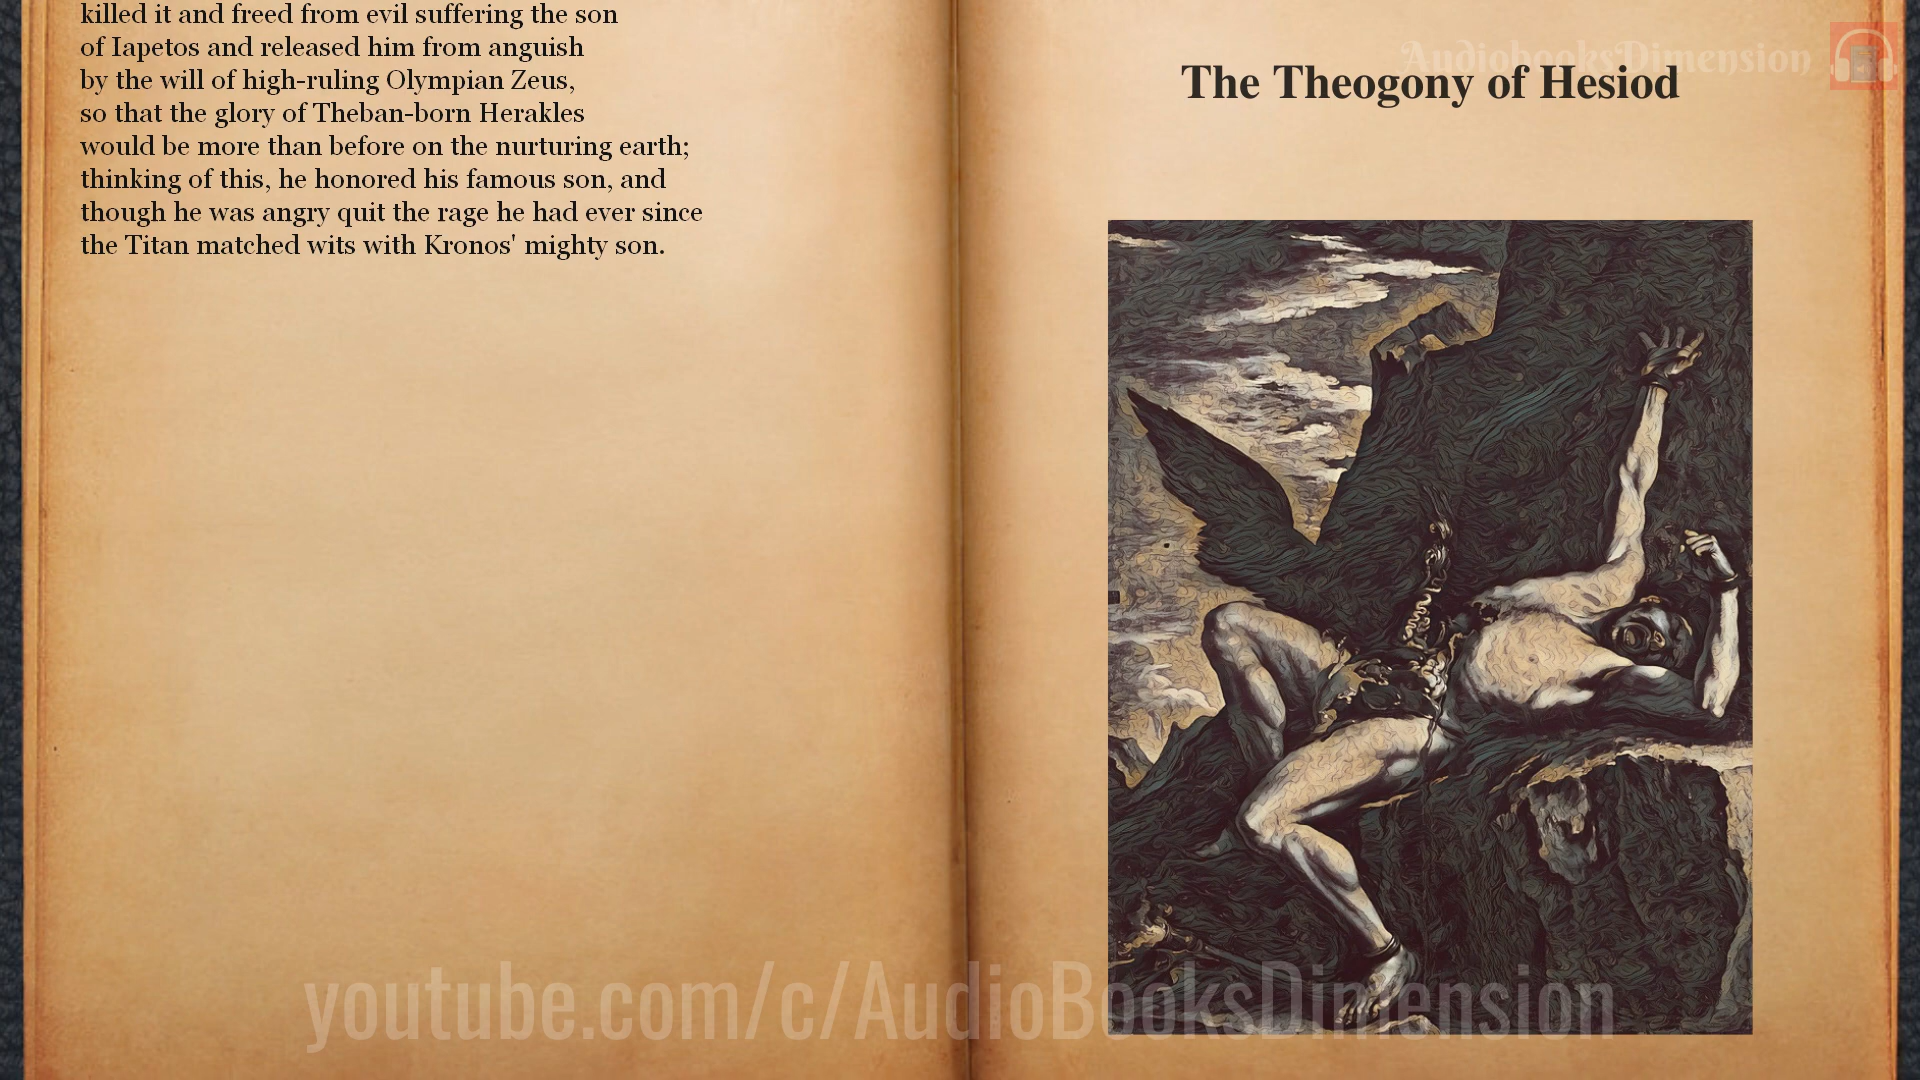 killed it and freed from evil suffering the son
of Iapetos and released him from anguish
by the will of high-ruling Olympian Zeus,
so that the glory of Theban-born Herakles
would be more than before on the nurturing earth;
thinking of this, he honored his famous son, and
though he was angry quit the rage he had ever since
the Titan matched wits with Kronos' mighty son.
AudiobooksDimension
The Theogony of Hesiod
youtube.com/c/AudioBooksDimension